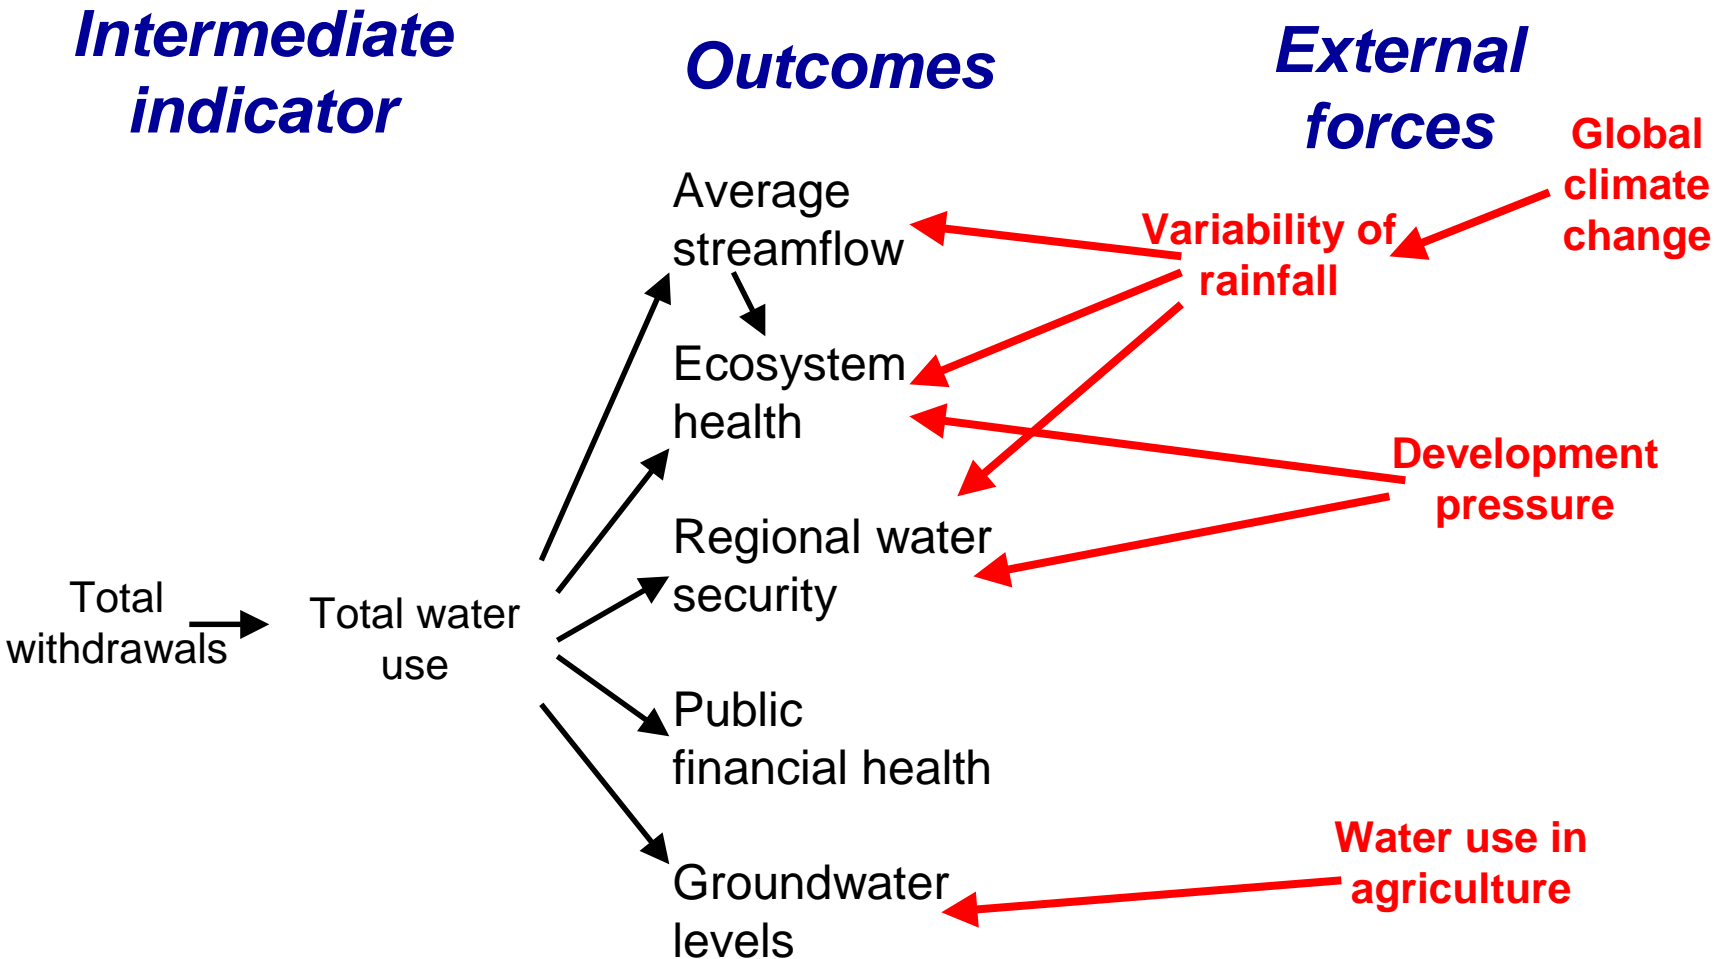 Intermediate
indicator
Outcomes
External
forces
Global
climate
change
Average
streamflow
Variability of
rainfall
Ecosystem
health
Development
pressure
Regional water
security
Total
withdrawals
Total water
use
Public
financial health
Water use in
agriculture
Groundwater
levels